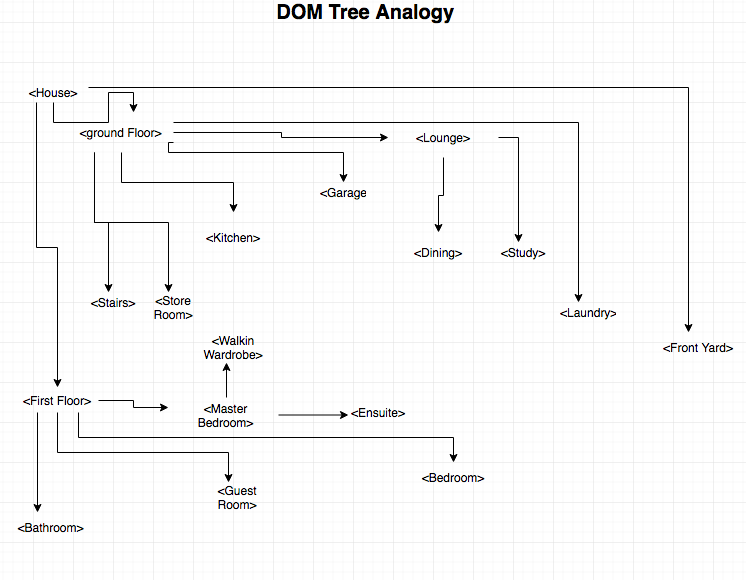 DOM Tree Analogy
<House>
<ground Floor>
<Lounge>
<Garage
<Kitchen>
<Dining>
<Study>
<Stairs>
<Store
Room>
<Laundry>
<Walkin
Wardrobe>
<Front Yard>
<First Floor>
<Master
Bedroom>
<Ensuite>
<Bedroom>
<Guest
Room>
<Bathroom>